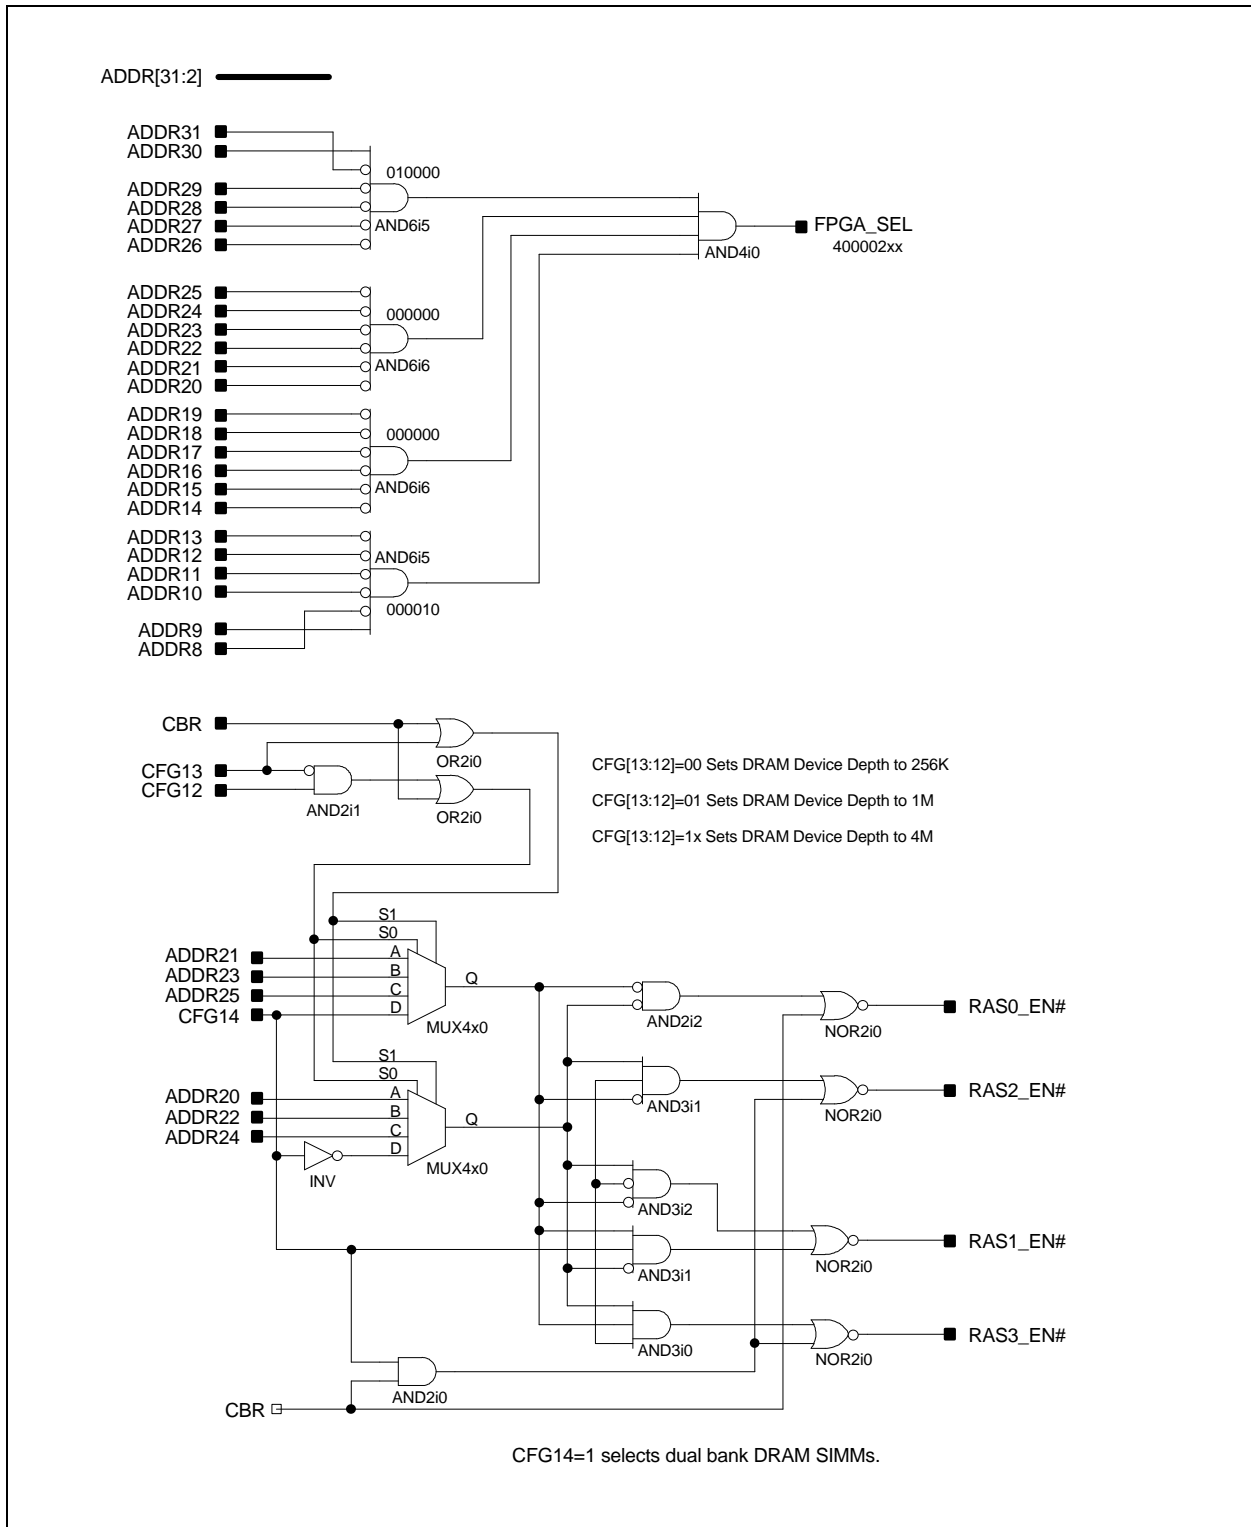 ADDR[31:2]
ADDR31
ADDR30
010000
ADDR29
ADDR28
ADDR27
AND6i5
ADDR26
FPGA_SEL
400002xx
AND4i0
ADDR25
ADDR24
000000
ADDR23
ADDR22
ADDR21
AND6i6
ADDR20
ADDR19
ADDR18
000000
ADDR17
ADDR16
ADDR15
AND6i6
ADDR14
ADDR13
ADDR12
AND6i5
ADDR11
ADDR10
000010
ADDR9
ADDR8
CBR
OR2i0
CFG13
CFG12
AND2i1
OR2i0
CFG[13:12]=00 Sets DRAM Device Depth to 256K
CFG[13:12]=01 Sets DRAM Device Depth to 1M
CFG[13:12]=1x Sets DRAM Device Depth to 4M
S1
S0
ADDR21 A
ADDR23 B
ADDR25 C
CFG14 D
Q
MUX4x0
AND2i2
NOR2i0
RAS0_EN#
S1
S0
ADDR20 A
ADDR22 B
ADDR24 C
D
Q
MUX4x0
INV
AND3i1
NOR2i0
RAS2_EN#
AND3i2
AND3i1
NOR2i0
RAS1_EN#
AND3i0
NOR2i0
RAS3_EN#
AND2i0
CBR
CFG14=1 selects dual bank DRAM SIMMs.